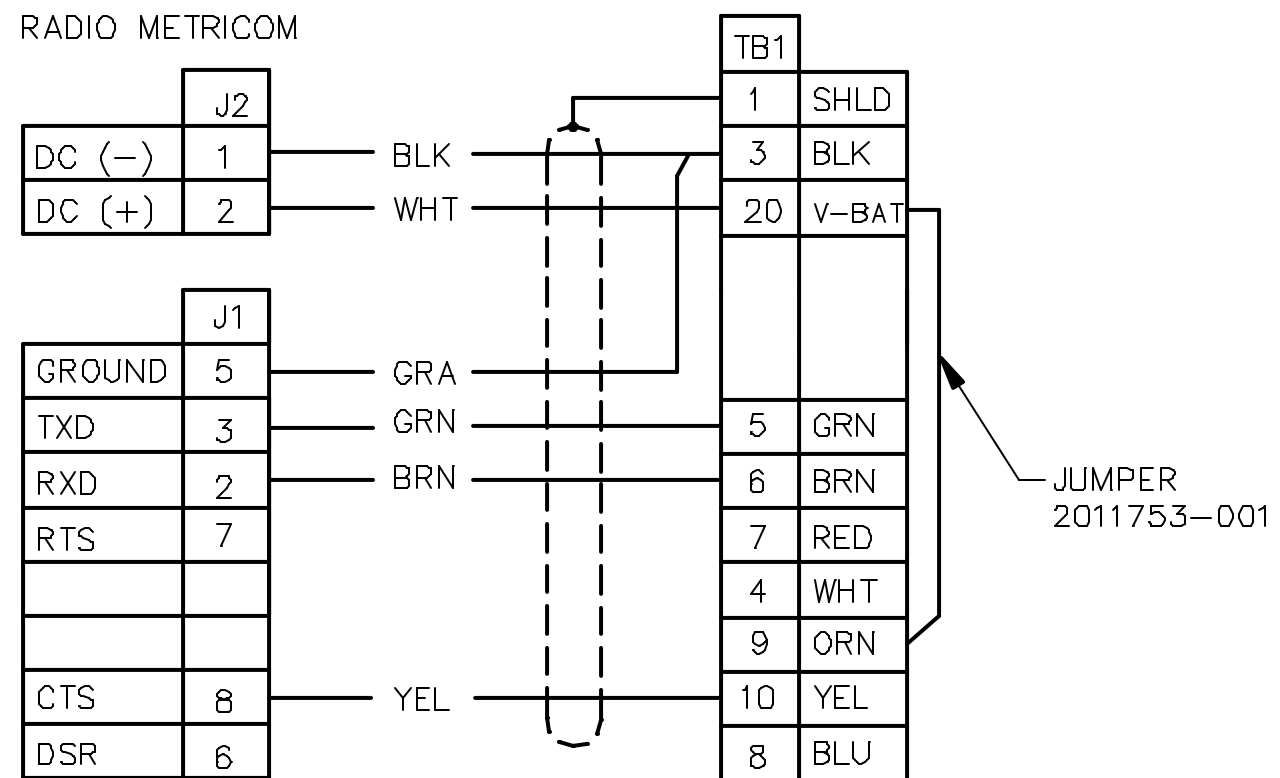 RADIO METRICOM
TB1
J2
1 SHLD
DC (-) 1 BLK 3 BLK
DC (+) 2 WHT 20 V-BAT
J1
GROUND 5 GRA
TXD 3 GRN 5 GRN
RXD 2 BRN 6 BRN
JUMPER
2011753-001
RTS 7 7 RED
4 WHT
9 ORN
CTS 8 YEL 10 YEL
DSR 6 8 BLU